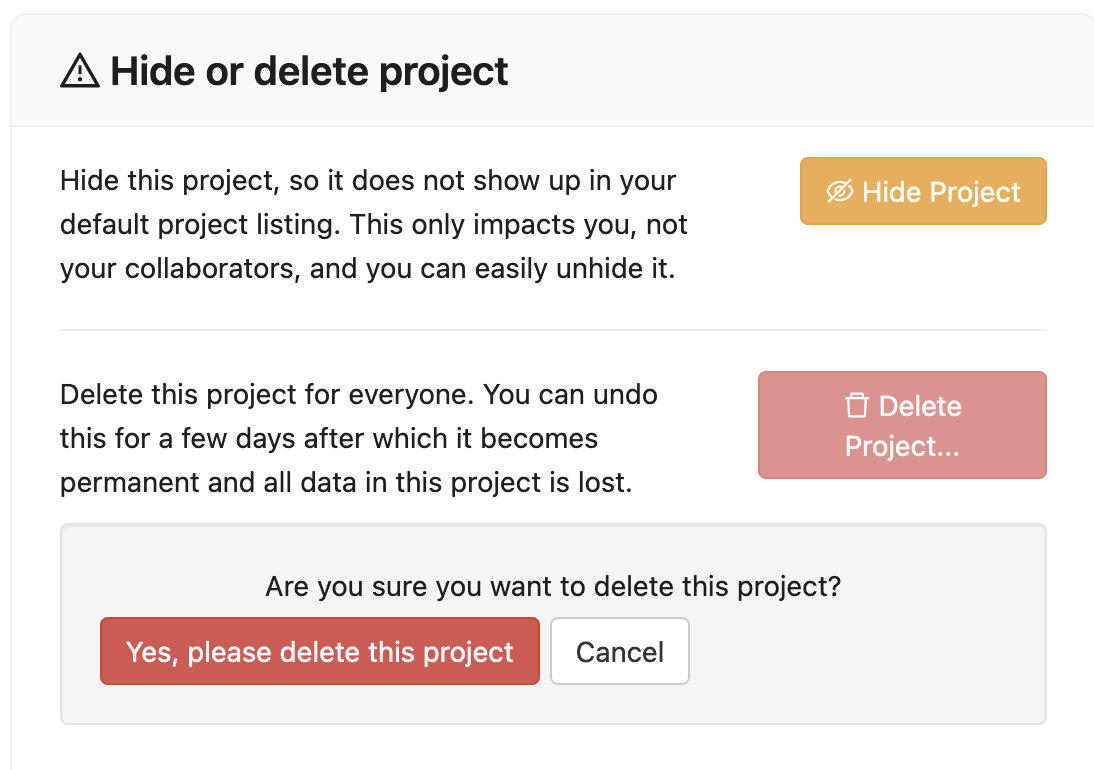 Hide or delete project
Hide this project, so it does not show up in your
default project listing. This only impacts you, not
your collaborators, and you can easily unhide it.
Hide Project
Delete this project for everyone. You can undo
this for a few days after which it becomes
permanent and all data in this project is lost.
Delete
Project...
Are you sure you want to delete this project?
Yes, please delete this project
Cancel